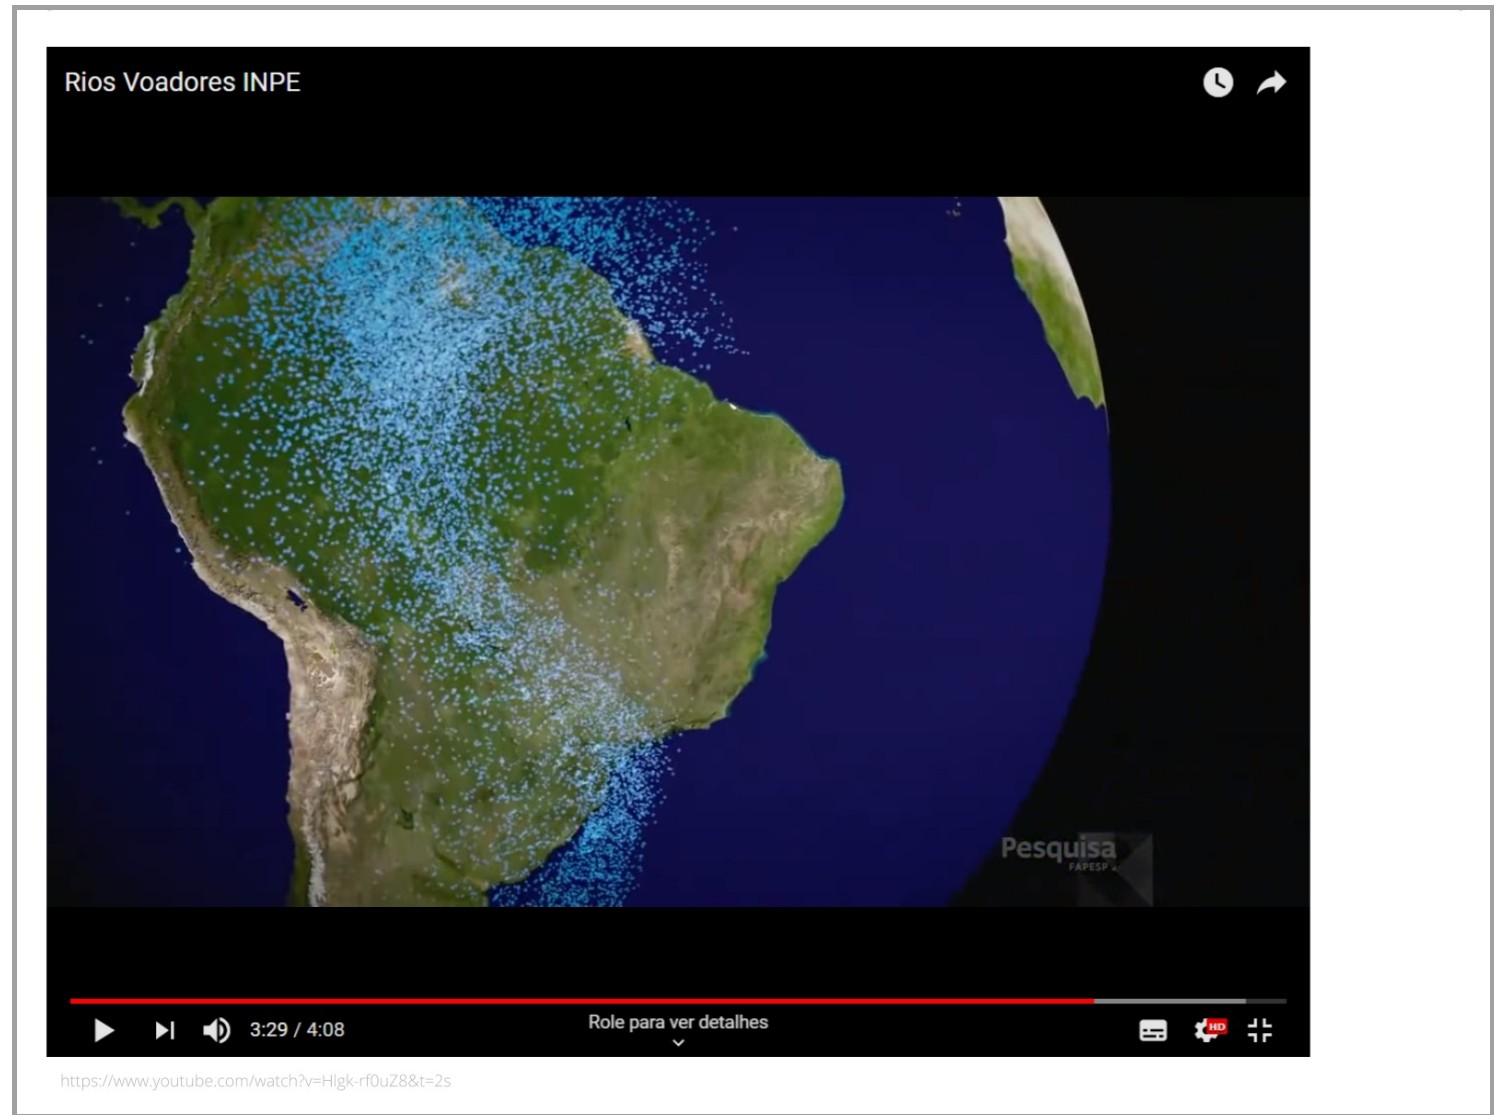 Rios Voadores INPE
Pesquisa
FAPESP
3:29 / 4:08
Role para ver detalhes
HD
https://www.youtube.com/watch?v=Hlgk-rf0uZ8&t=2s